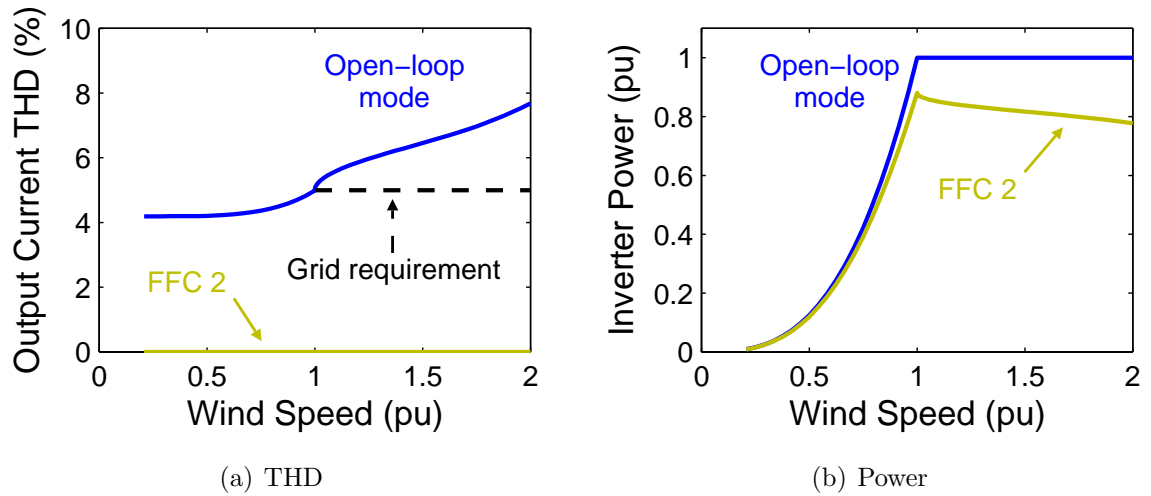 Output Current THD (%)
10
8
6
4
2
0
Open−loop
mode
Grid requirement
FFC 2
0
0.5
1
1.5
2
Wind Speed (pu)
(a) THD
Inverter Power (pu)
1
0.8
0.6
0.4
0.2
0
Open−loop
mode
FFC 2
0
0.5
1
1.5
2
Wind Speed (pu)
(b) Power